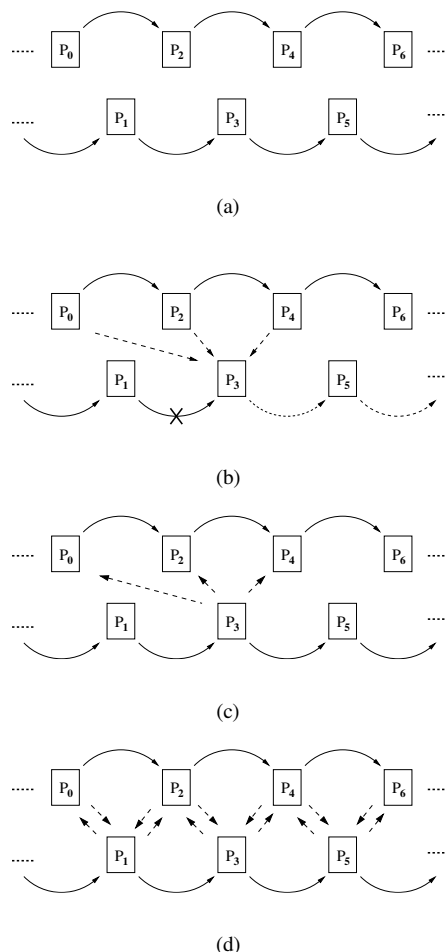 ..... P0 P2 P4 P6 .....
..... P1 P3 P5 .....
(a)
..... P0 P2 P4 P6 .....
..... P1 P3 P5 .....
(b)
..... P0 P2 P4 P6 .....
..... P1 P3 P5 .....
(c)
..... P0 P2 P4 P6 .....
..... P1 P3 P5 .....
(d)